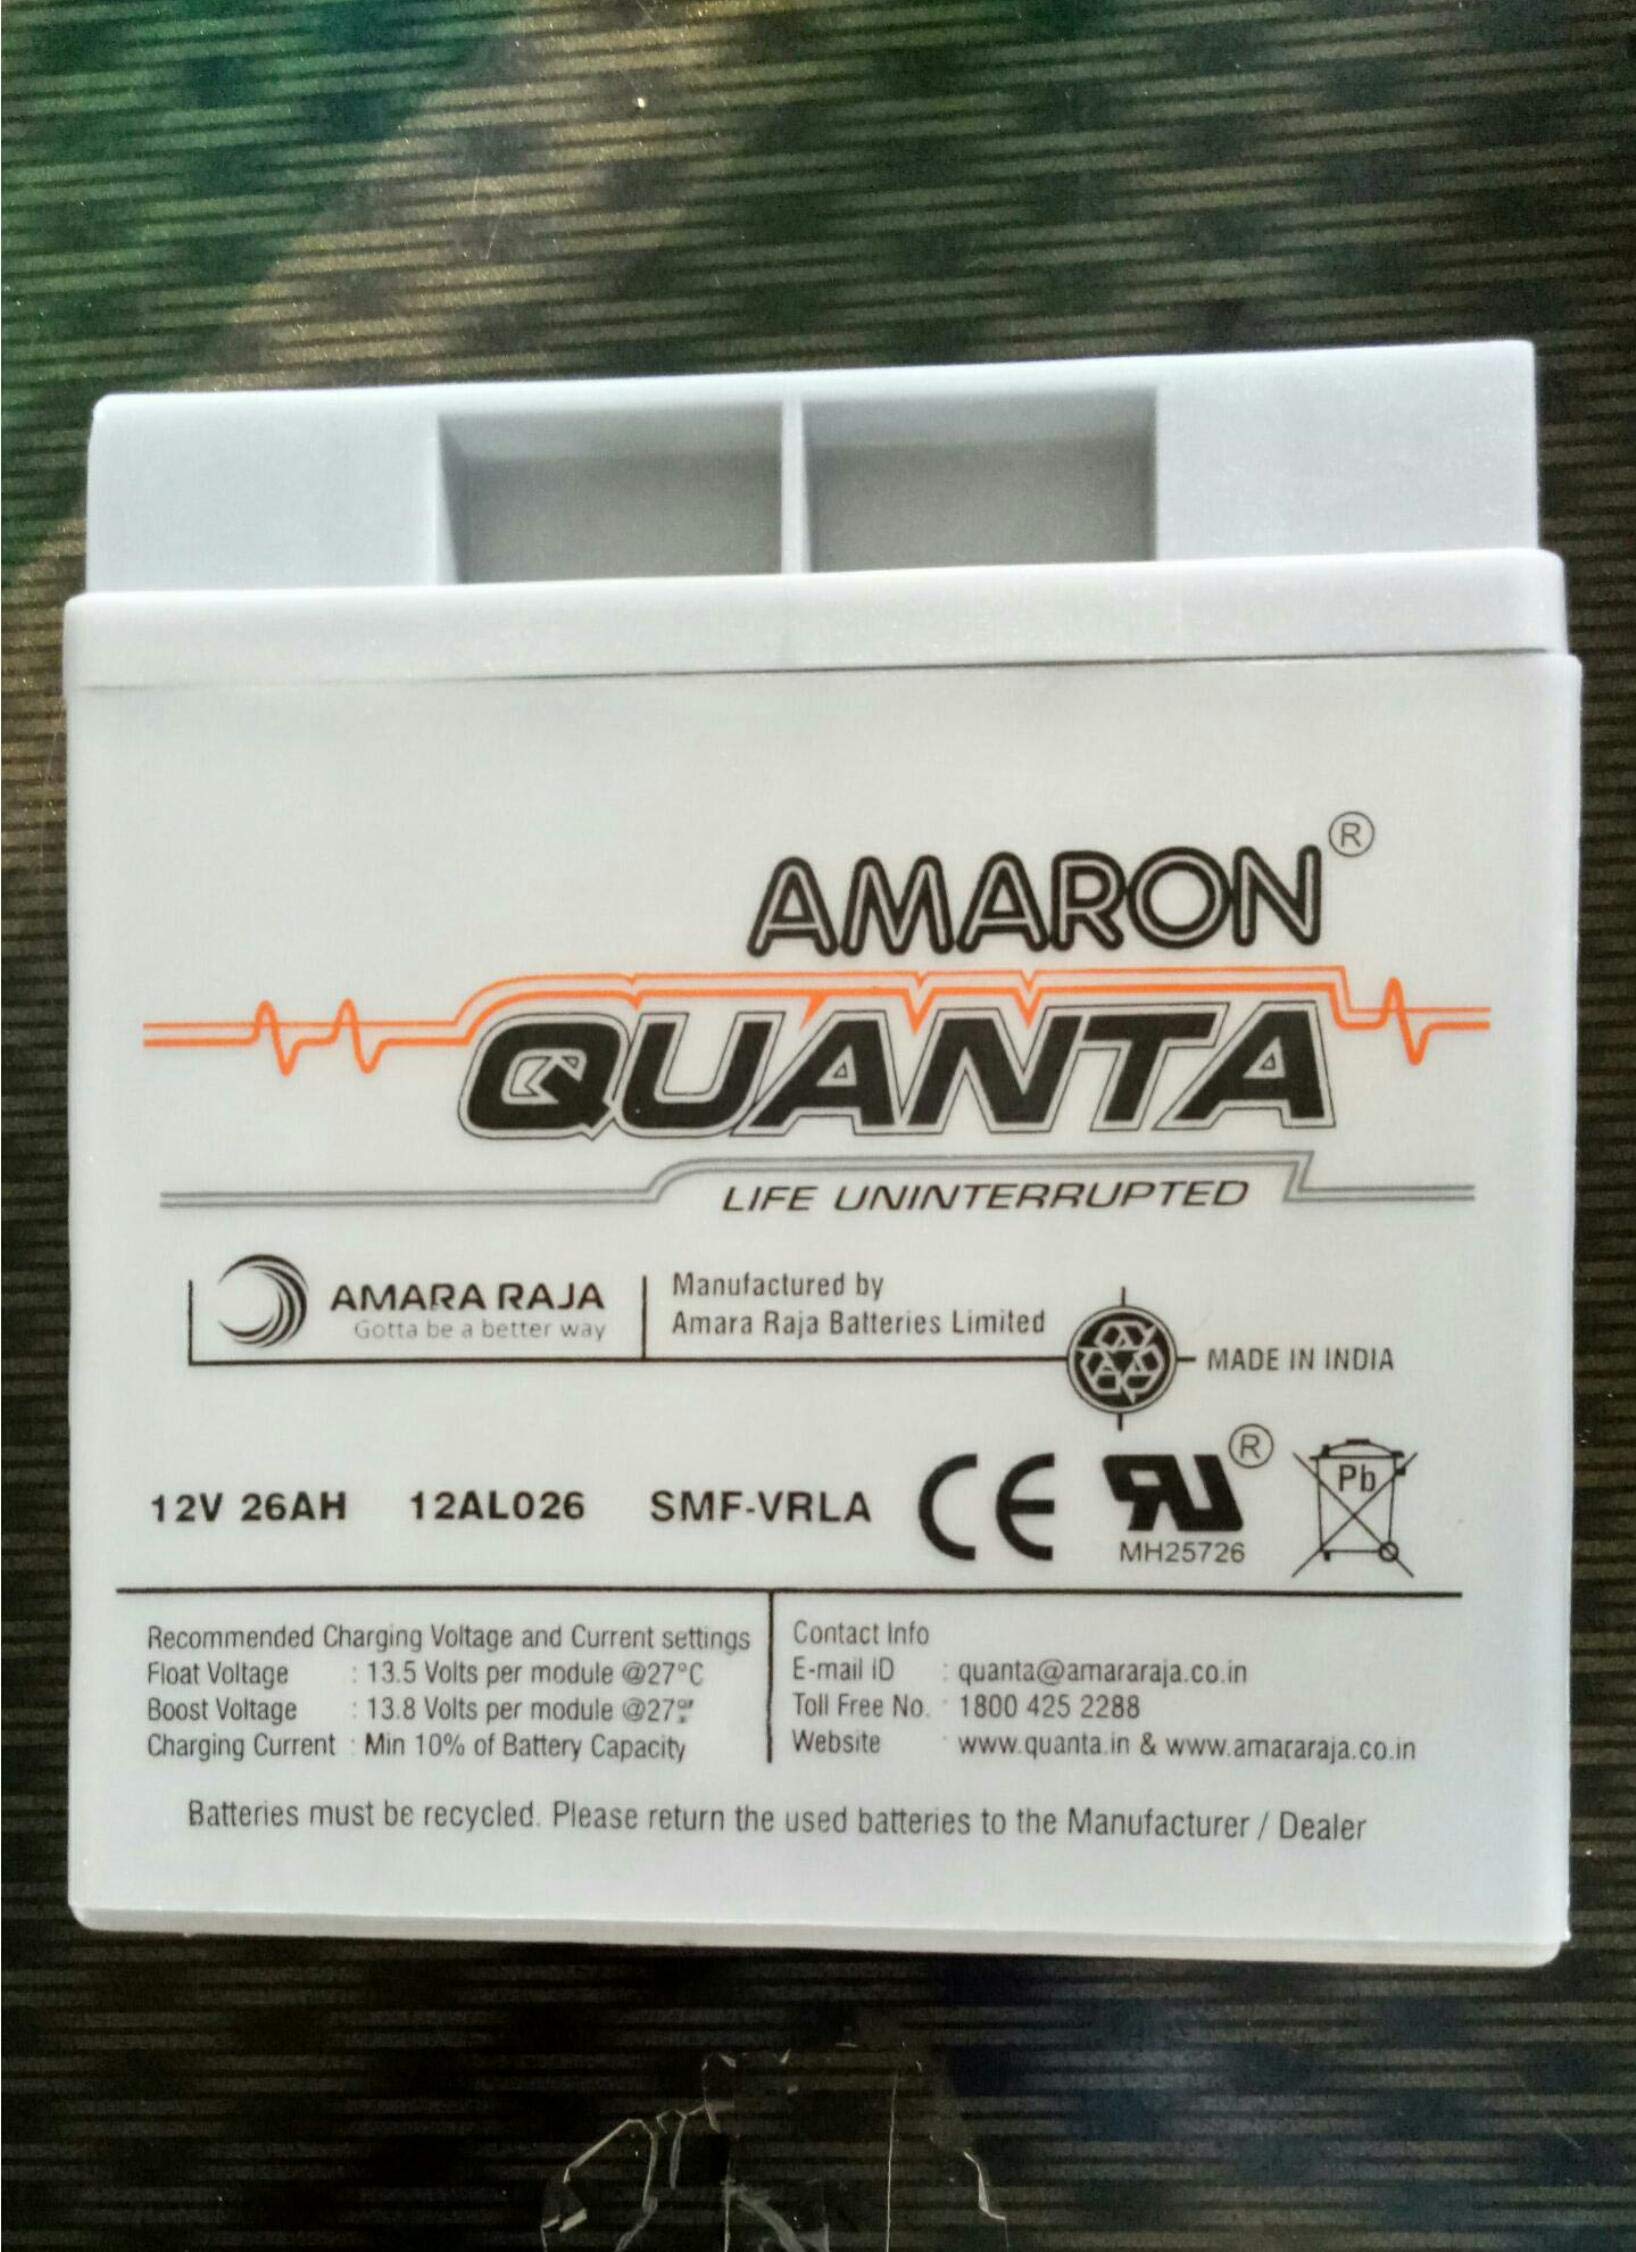 AMARON®
QUANTA
LIFE UNINTERRUPTED
AMARA RAJA
Gotta be a better way
Manufactured by
Amara Raja Batteries Limited
MADE IN INDIA
12V 26AH 12AL026 SMF-VRLA CE RU® Pb
MH25726
Recommended Charging Voltage and Current settings
Float Voltage : 13.5 Volts per module @27°C
Boost Voltage : 13.8 Volts per module @27°
Charging Current : Min 10% of Battery Capacity
Contact Info
E-mail ID : quanta@amararaja.co.in
Toll Free No. : 1800 425 2288
Website : www.quanta.in & www.amararaja.co.in
Batteries must be recycled. Please return the used batteries to the Manufacturer / Dealer